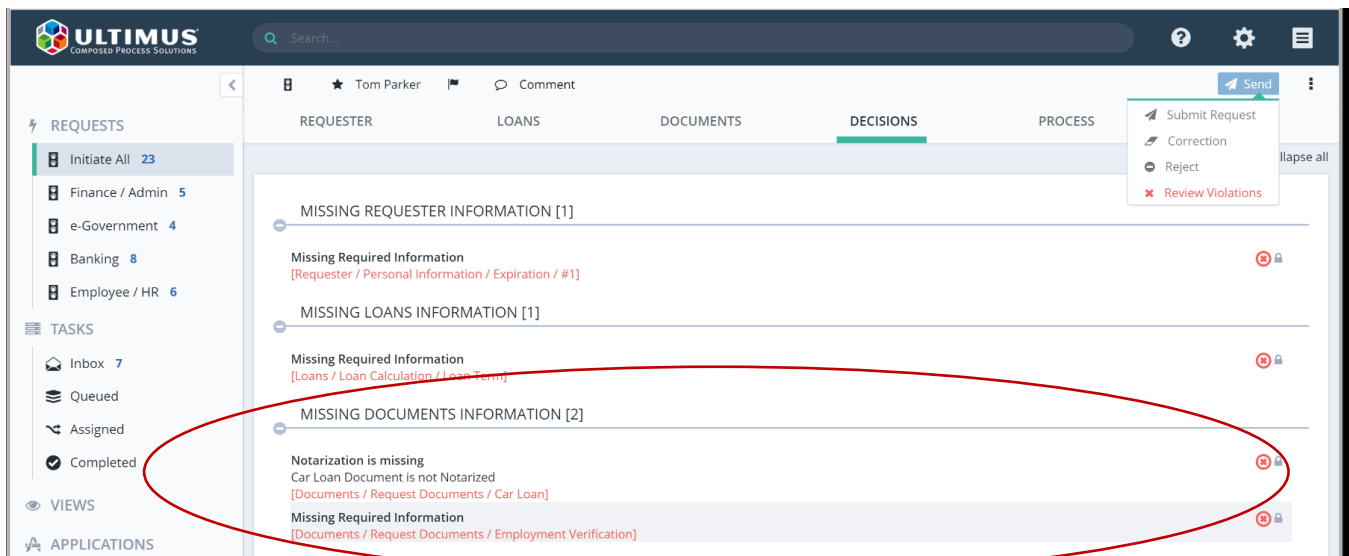 ULTIMUS
COMPOSED PROCESS SOLUTIONS
Search...
Tom Parker
Comment
Send
REQUESTER
LOANS
DOCUMENTS
DECISIONS
PROCESS
Submit Request
Correction
Reject
Review Violations
llapse all
REQUESTS
Initiate All 23
Finance / Admin 5
e-Government 4
Banking 8
Employee / HR 6
TASKS
Inbox 7
Queued
Assigned
Completed
VIEWS
APPLICATIONS
MISSING REQUESTER INFORMATION [1]
Missing Required Information
[Requester / Personal Information / Expiration / #1]
MISSING LOANS INFORMATION [1]
Missing Required Information
[Loans / Loan Calculation / Loan Term]
MISSING DOCUMENTS INFORMATION [2]
Notarization is missing
Car Loan Document is not Notarized
[Documents / Request Documents / Car Loan]
Missing Required Information
[Documents / Request Documents / Employment Verification]